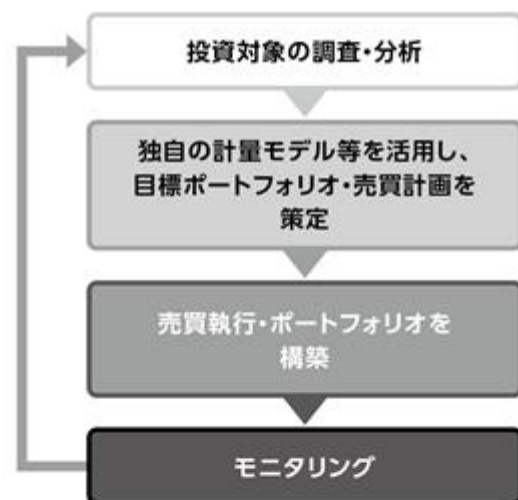 投資対象の調査・分析
独自の計量モデル等を活用し、
目標ポートフォリオ・売買計画を
策定
売買執行・ポートフォリオを
構築
モニタリング